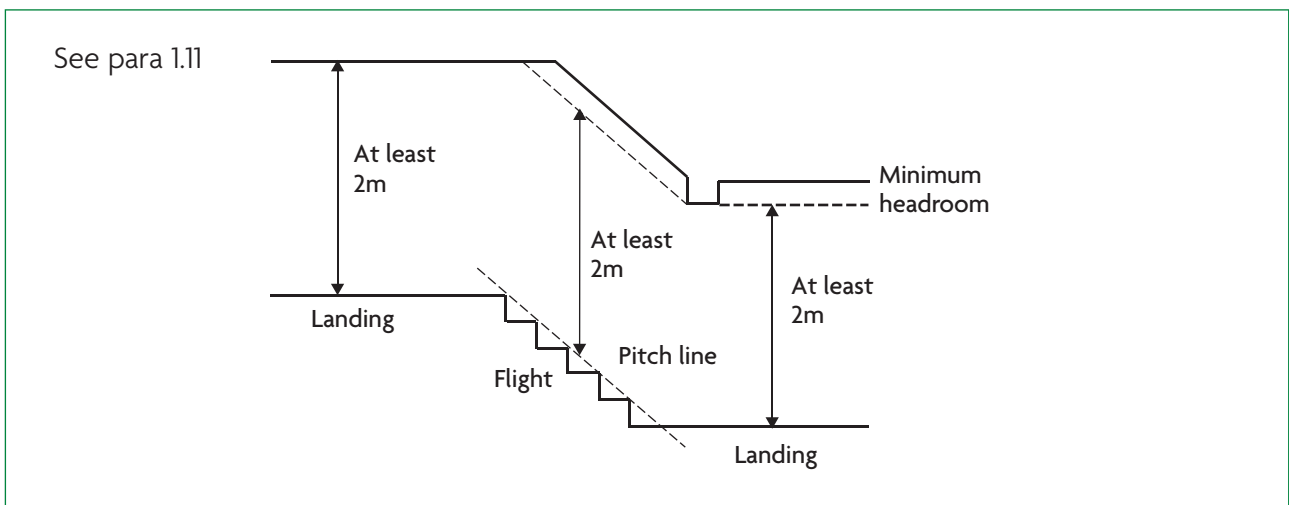 See para 1.11
At least
2m
Minimum
headroom
At least
2m
At least
2m
Landing
Pitch line
Flight
Landing